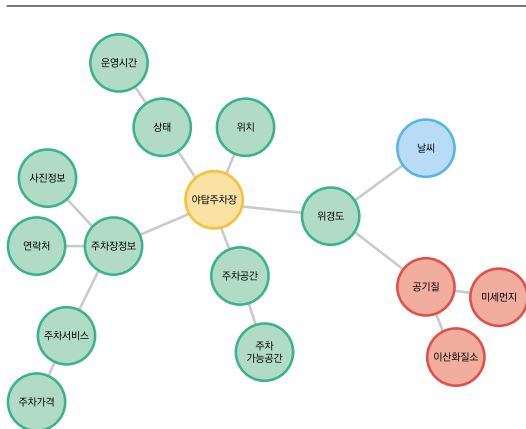 운영시간
상태
위치
날씨
사진정보
야탑주차장
위경도
연락처
주차장정보
주차공간
공기질
미세먼지
주차서비스
주차
가능공간
이산화질소
주차가격